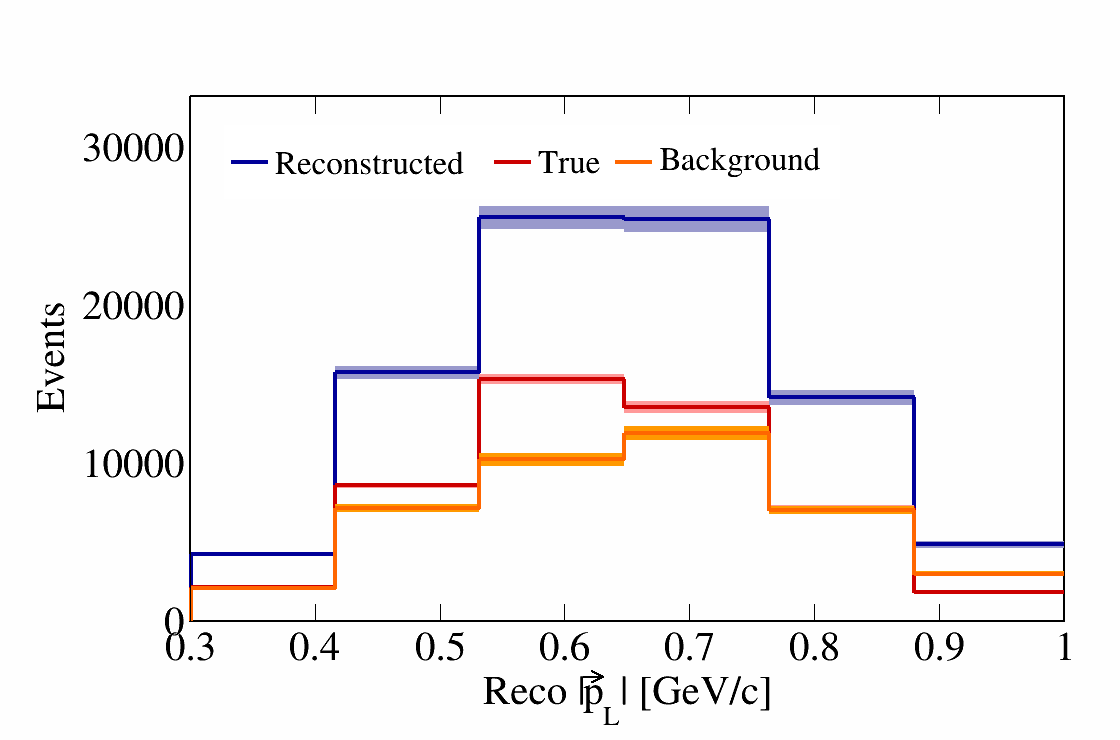 30000
20000
10000
0
Events
Reconstructed True Background
0.3 0.4 0.5 0.6 0.7 0.8 0.9 1
Reco |p⃗_L| [GeV/c]